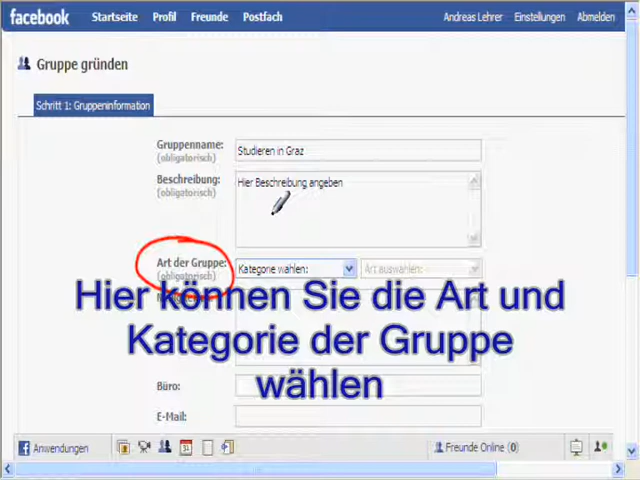 facebook Startseite Profil Freunde Postfach Andreas Lehrer Einstellungen Abmelden
Gruppe gründen
Schritt 1: Gruppeninformation
Gruppenname: Studieren in Graz
(obligatorisch)
Beschreibung: Hier Beschreibung angeben
(obligatorisch)
Art der Gruppe: Kategorie wählen: Art auswählen:
(obligatorisch)
Hier können Sie die Art und
Kategorie der Gruppe
wählen
Büro:
E-Mail:
Anwendungen 31 Freunde Online (0)